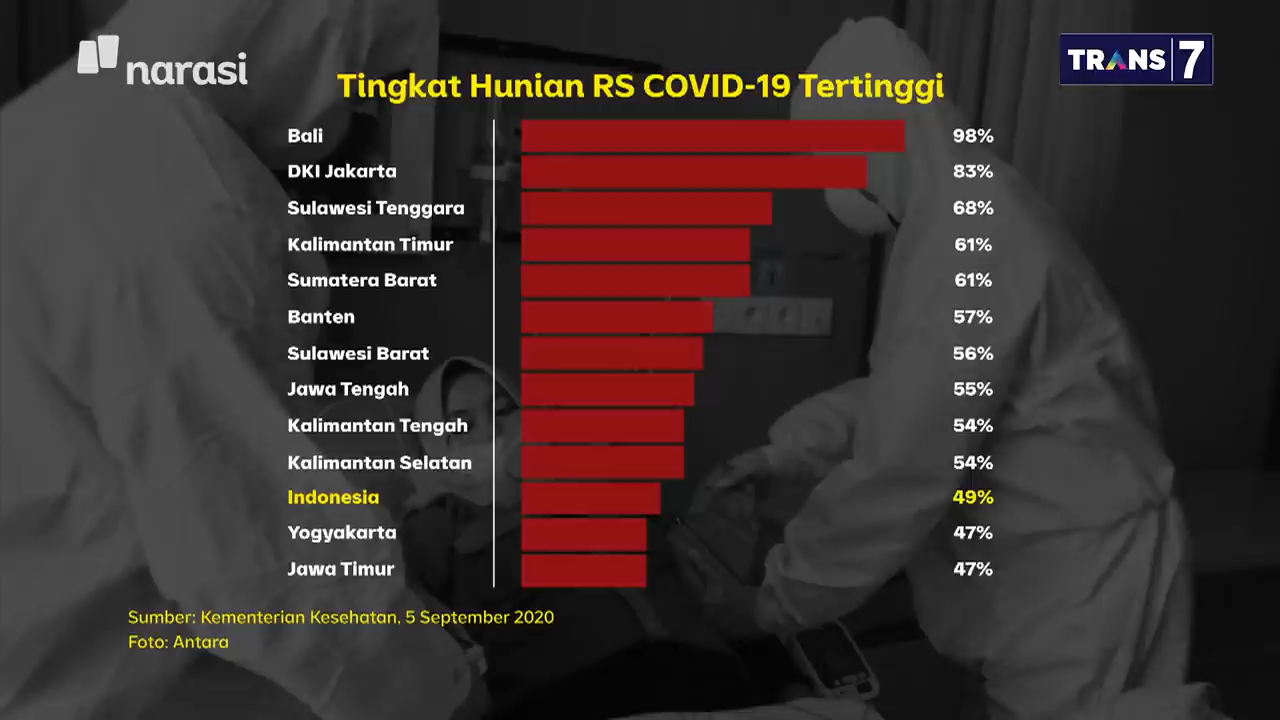 narasi
TRANS 7
Tingkat Hunian RS COVID-19 Tertinggi
Bali 98%
DKI Jakarta 83%
Sulawesi Tenggara 68%
Kalimantan Timur 61%
Sumatera Barat 61%
Banten 57%
Sulawesi Barat 56%
Jawa Tengah 55%
Kalimantan Tengah 54%
Kalimantan Selatan 54%
Indonesia 49%
Yogyakarta 47%
Jawa Timur 47%
Sumber: Kementerian Kesehatan, 5 September 2020
Foto: Antara